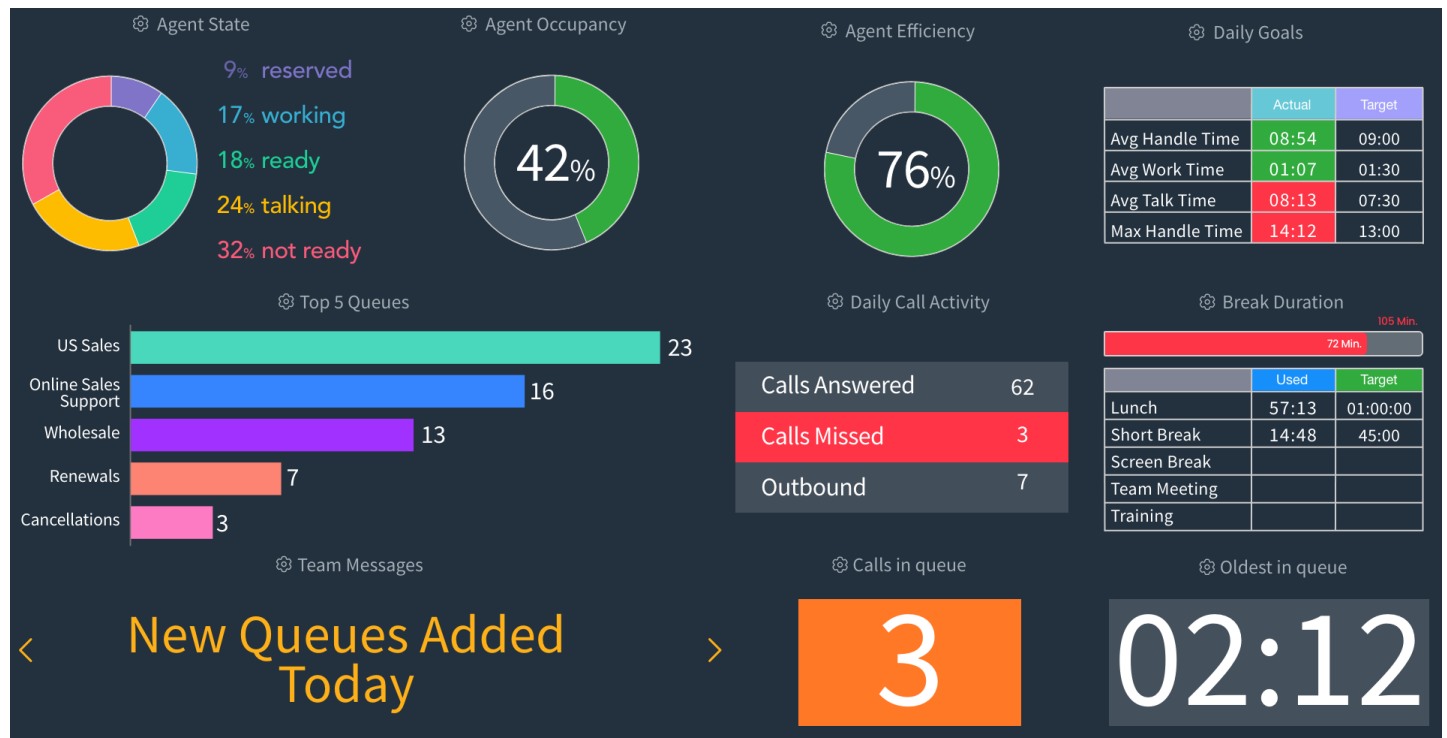 Agent State
9% reserved
17% working
18% ready
24% talking
32% not ready
Agent Occupancy
42%
Agent Efficiency
76%
Daily Goals
Actual Target
Avg Handle Time 08:54 09:00
Avg Work Time 01:07 01:30
Avg Talk Time 08:13 07:30
Max Handle Time 14:12 13:00
Top 5 Queues
US Sales 23
Online Sales
Support 16
Wholesale 13
Renewals 7
Cancellations 3
Daily Call Activity
Calls Answered 62
Calls Missed 3
Outbound 7
Break Duration
105 Min.
72 Min.
Used Target
Lunch 57:13 01:00:00
Short Break 14:48 45:00
Screen Break
Team Meeting
Training
Team Messages
New Queues Added
Today
Calls in queue
3
Oldest in queue
02:12